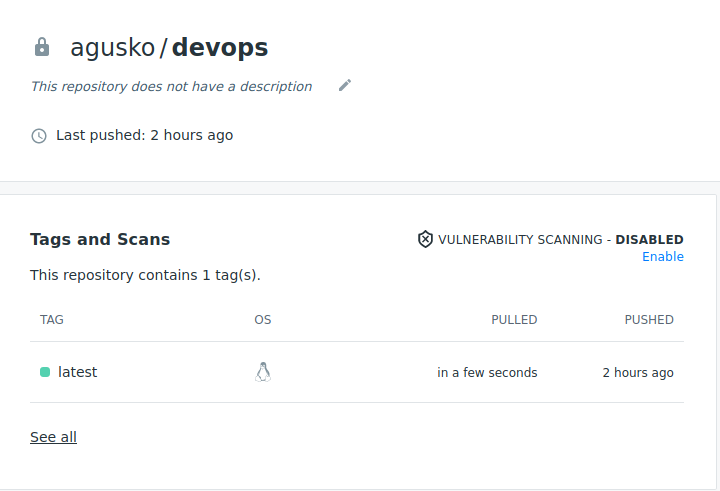 agusko/devops
This repository does not have a description
Last pushed: 2 hours ago
Tags and Scans
VULNERABILITY SCANNING - DISABLED
Enable
This repository contains 1 tag(s).
TAG OS PULLED PUSHED
latest in a few seconds 2 hours ago
See all